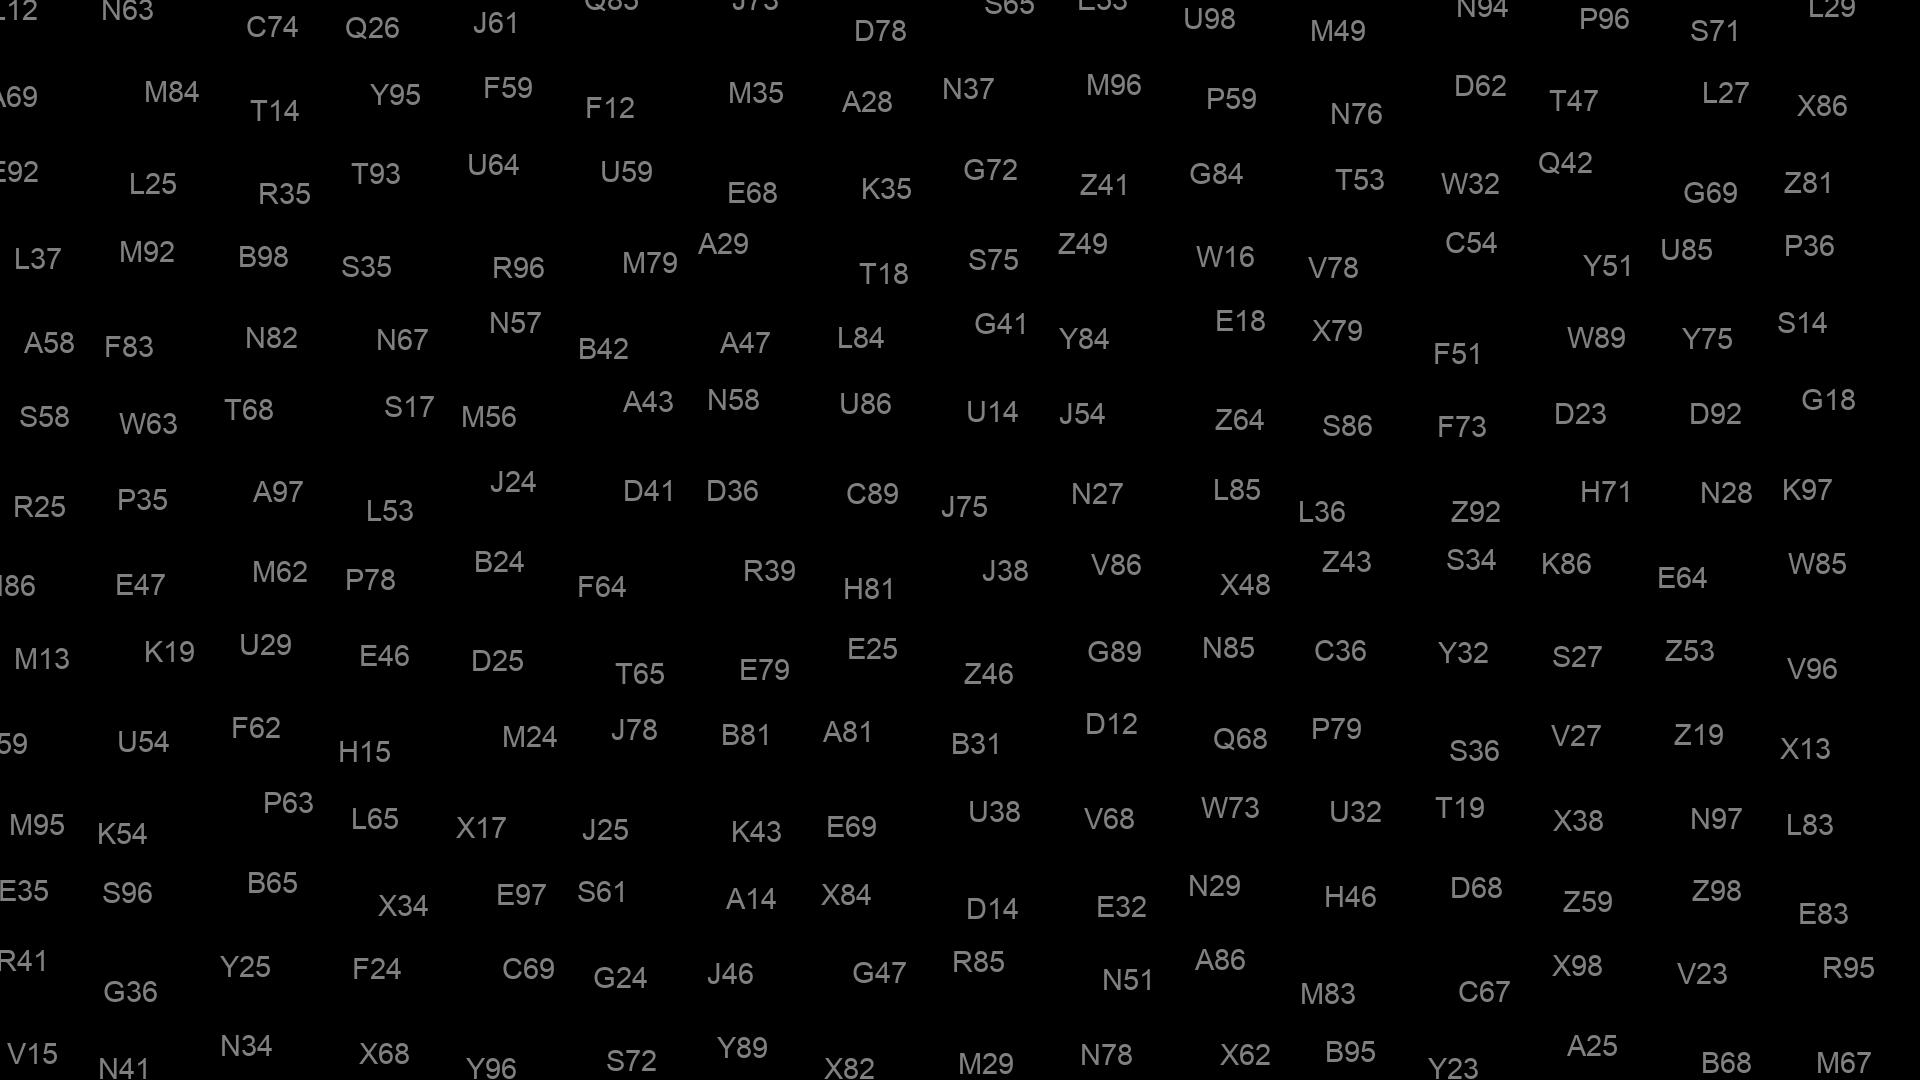 N63 C74 Q26 J61 Q85 J73 D78 S65 E53 U98 M49 N94 P96 S71 L29
A69 M84 T14 Y95 F59 F12 M35 A28 N37 M96 P59 N76 D62 T47 L27 X86
E92 L25 R35 T93 U64 U59 E68 K35 G72 Z41 G84 T53 W32 Q42 G69 Z81
L37 M92 B98 S35 R96 M79 A29 T18 S75 Z49 W16 V78 C54 Y51 U85 P36
A58 F83 N82 N67 N57 B42 A47 L84 G41 Y84 E18 X79 F51 W89 Y75 S14
S58 W63 T68 S17 M56 A43 N58 U86 U14 J54 Z64 S86 F73 D23 D92 G18
R25 P35 A97 L53 J24 D41 D36 C89 J75 N27 L85 L36 Z92 H71 N28 K97
E47 M62 P78 B24 F64 R39 H81 J38 V86 X48 Z43 S34 K86 E64 W85
M13 K19 U29 E46 D25 T65 E79 E25 Z46 G89 N85 C36 Y32 S27 Z53 V96
59 U54 F62 H15 M24 J78 B81 A81 B31 D12 Q68 P79 S36 V27 Z19 X13
M95 K54 P63 L65 X17 J25 K43 E69 U38 V68 W73 U32 T19 X38 N97 L83
E35 S96 B65 X34 E97 S61 A14 X84 D14 E32 N29 H46 D68 Z59 Z98 E83
R41 G36 Y25 F24 C69 G24 J46 G47 R85 N51 A86 M83 C67 X98 V23 R95
V15 N41 N34 X68 Y96 S72 Y89 X82 M29 N78 X62 B95 Y23 A25 B68 M67